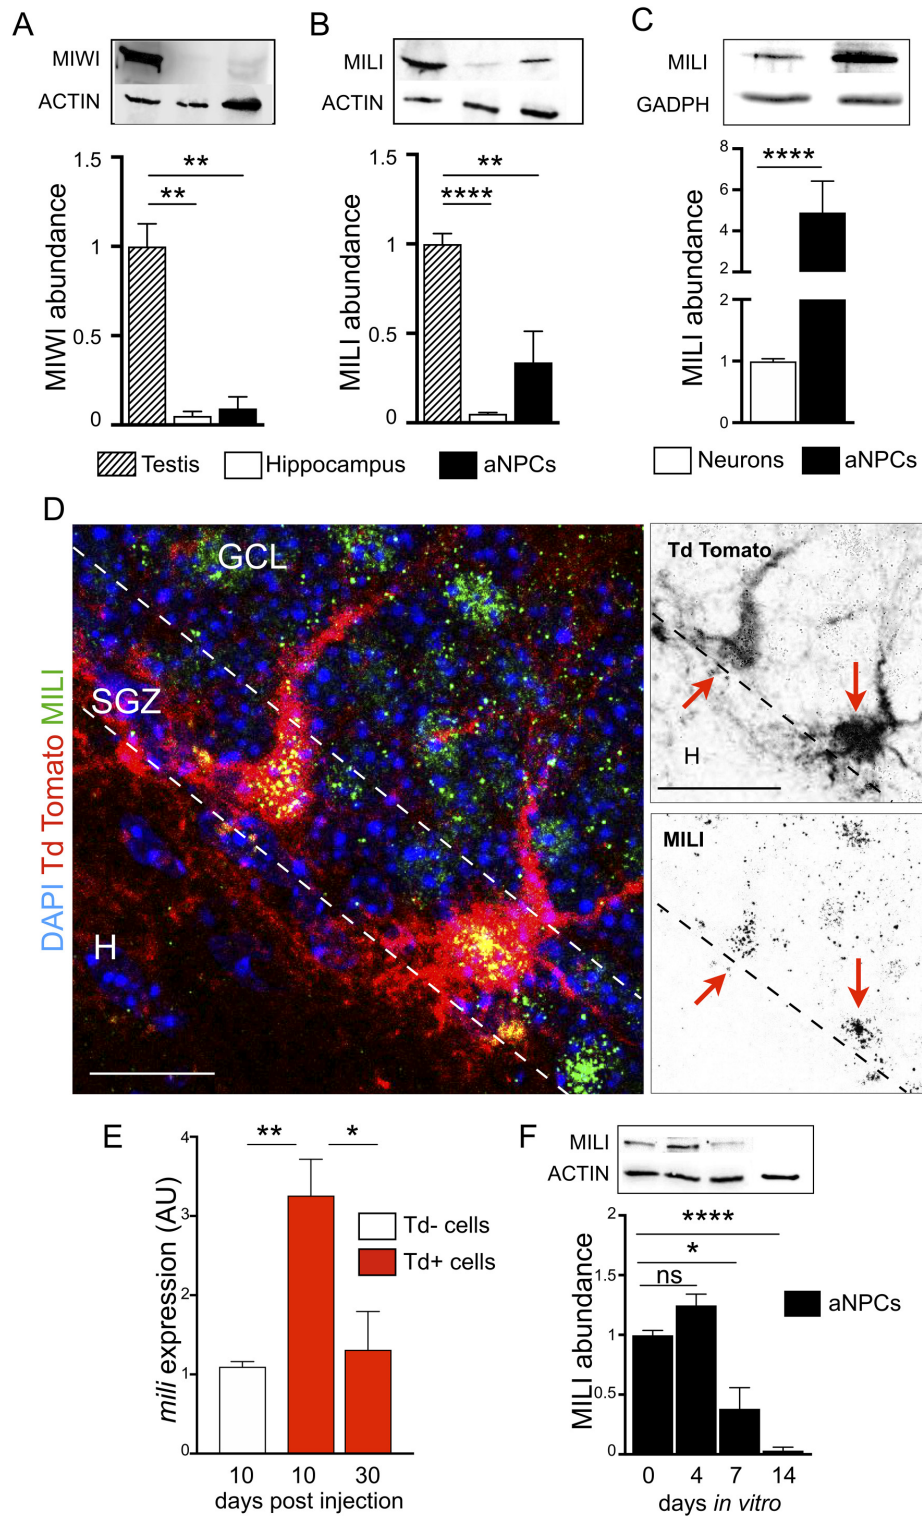 A
MIWI
ACTIN
MIWI abundance
1.5
1
0.5
0
**
**
B
MILI
ACTIN
MILI abundance
1.5
1
0.5
0
**
****
Testis
Hippocampus
aNPCs
C
MILI
GADPH
MILI abundance
8
6
4
2
2
1
0
****
Neurons
aNPCs
D
DAPI Td Tomato MILI
GCL
SGZ
H
Td Tomato
H
MILI
E
mili expression (AU)
4
3
2
1
0
**
*
Td- cells
Td+ cells
10
10
30
days post injection
F
MILI
ACTIN
MILI abundance
2
1.5
1
0.5
0
****
*
ns
aNPCs
0
4
7
14
days in vitro